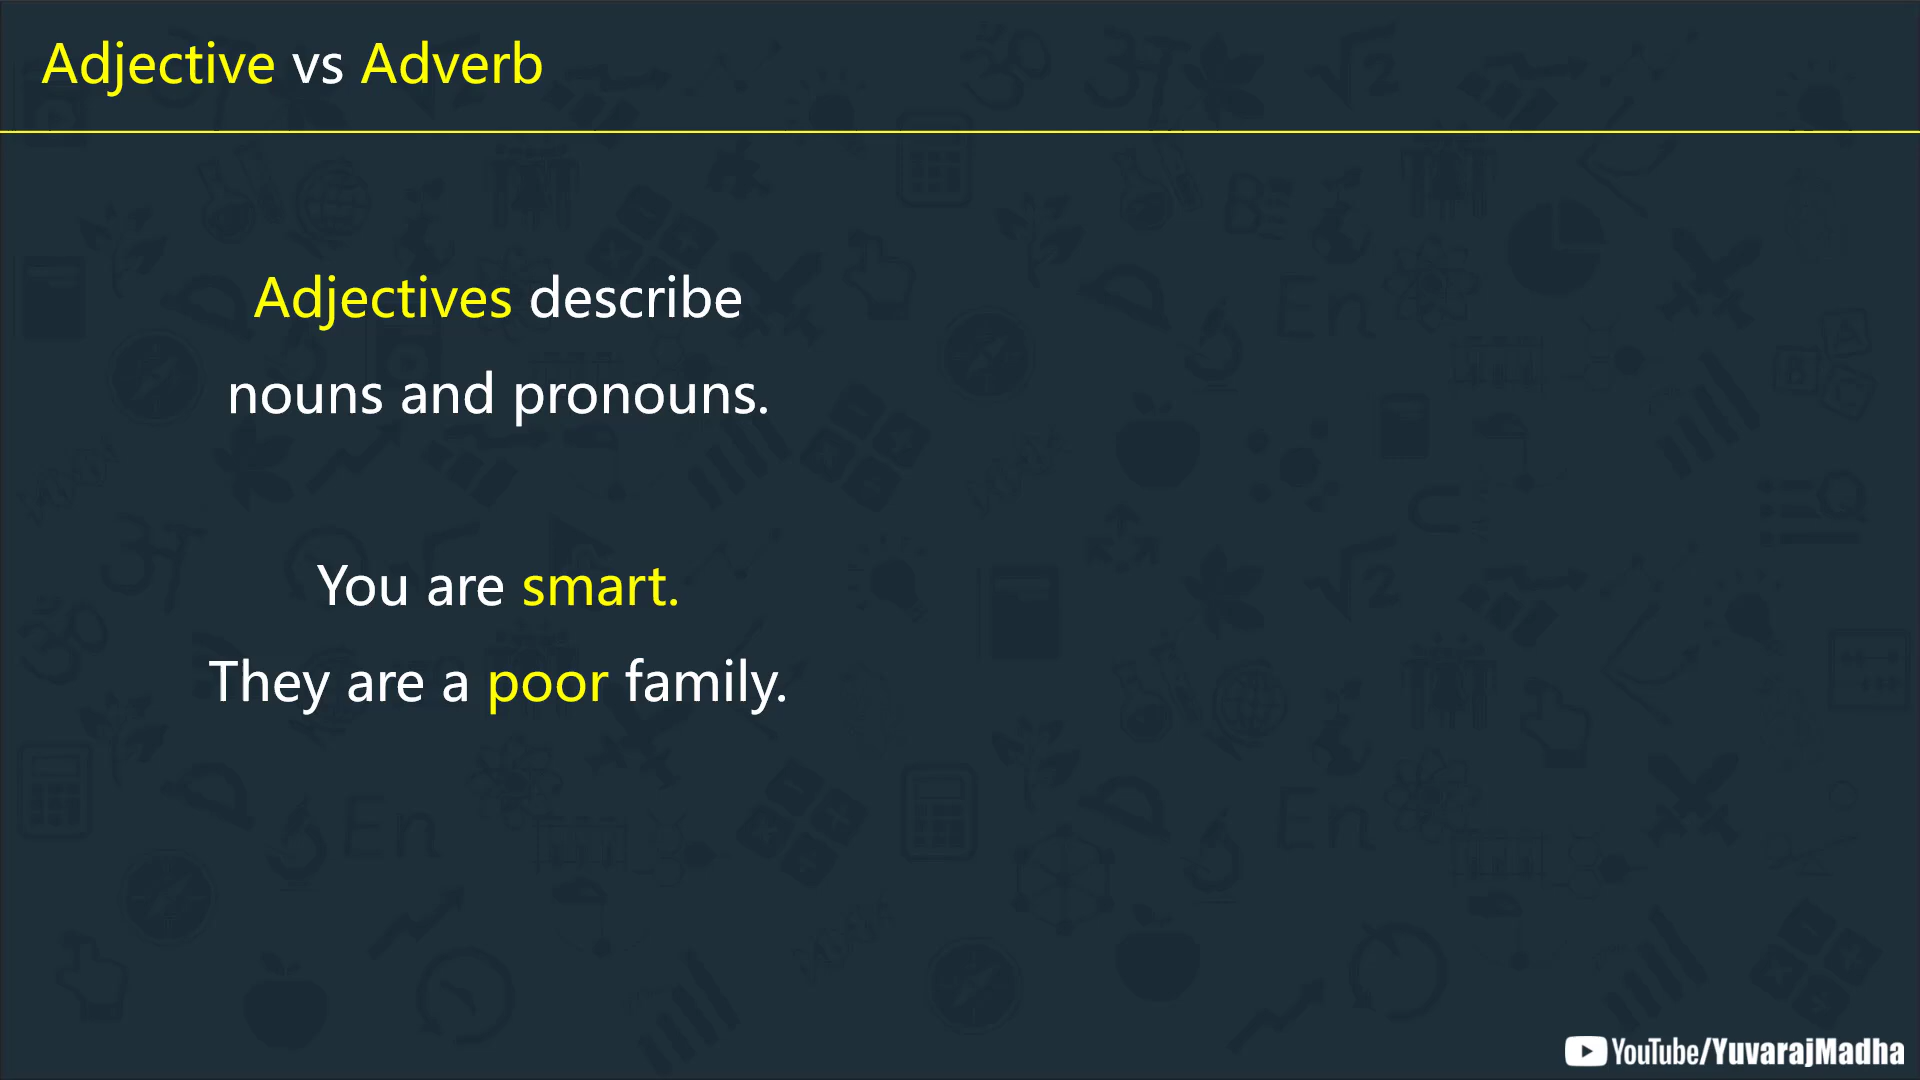 Adjective vs Adverb
Adjectives describe
nouns and pronouns.
You are smart.
They are a poor family.
YouTube/YuvarajMadha